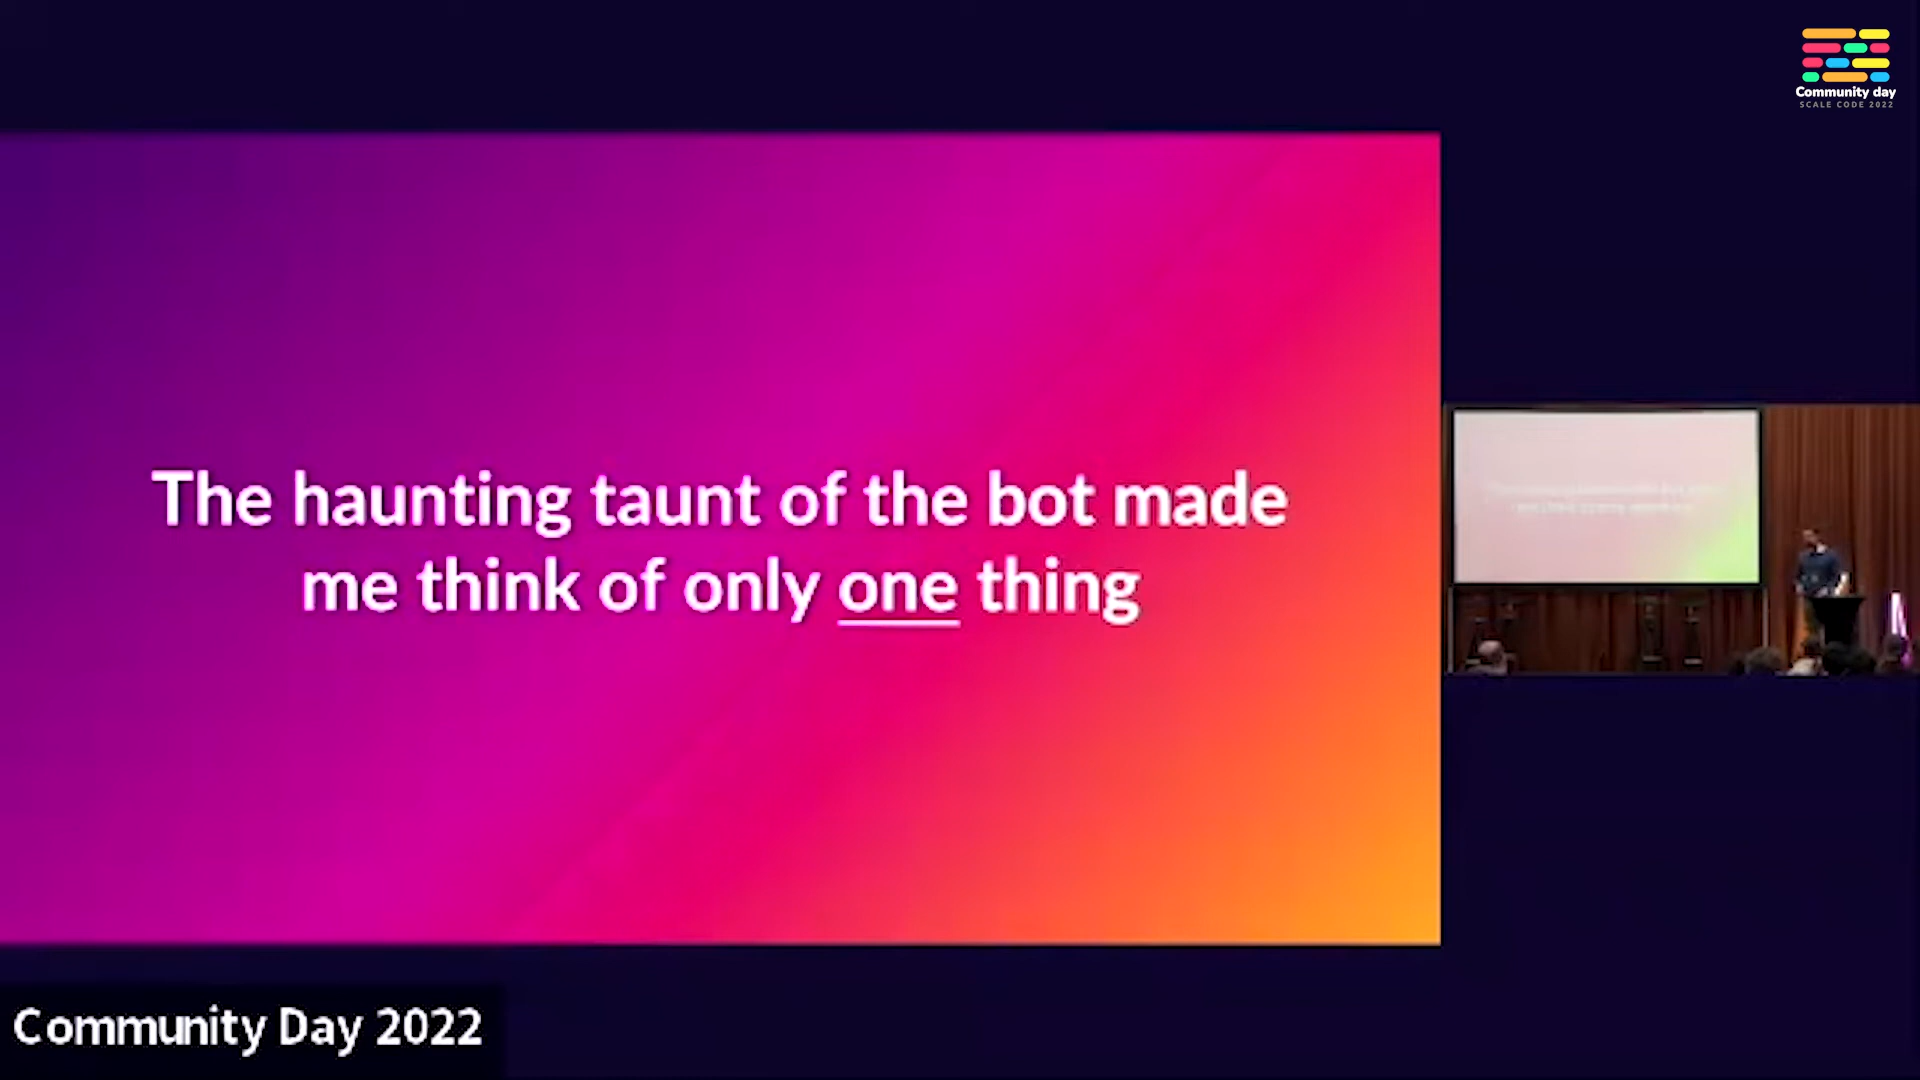 Community day
SCALE CODE 2022
The haunting taunt of the bot made
me think of only one thing
Community Day 2022